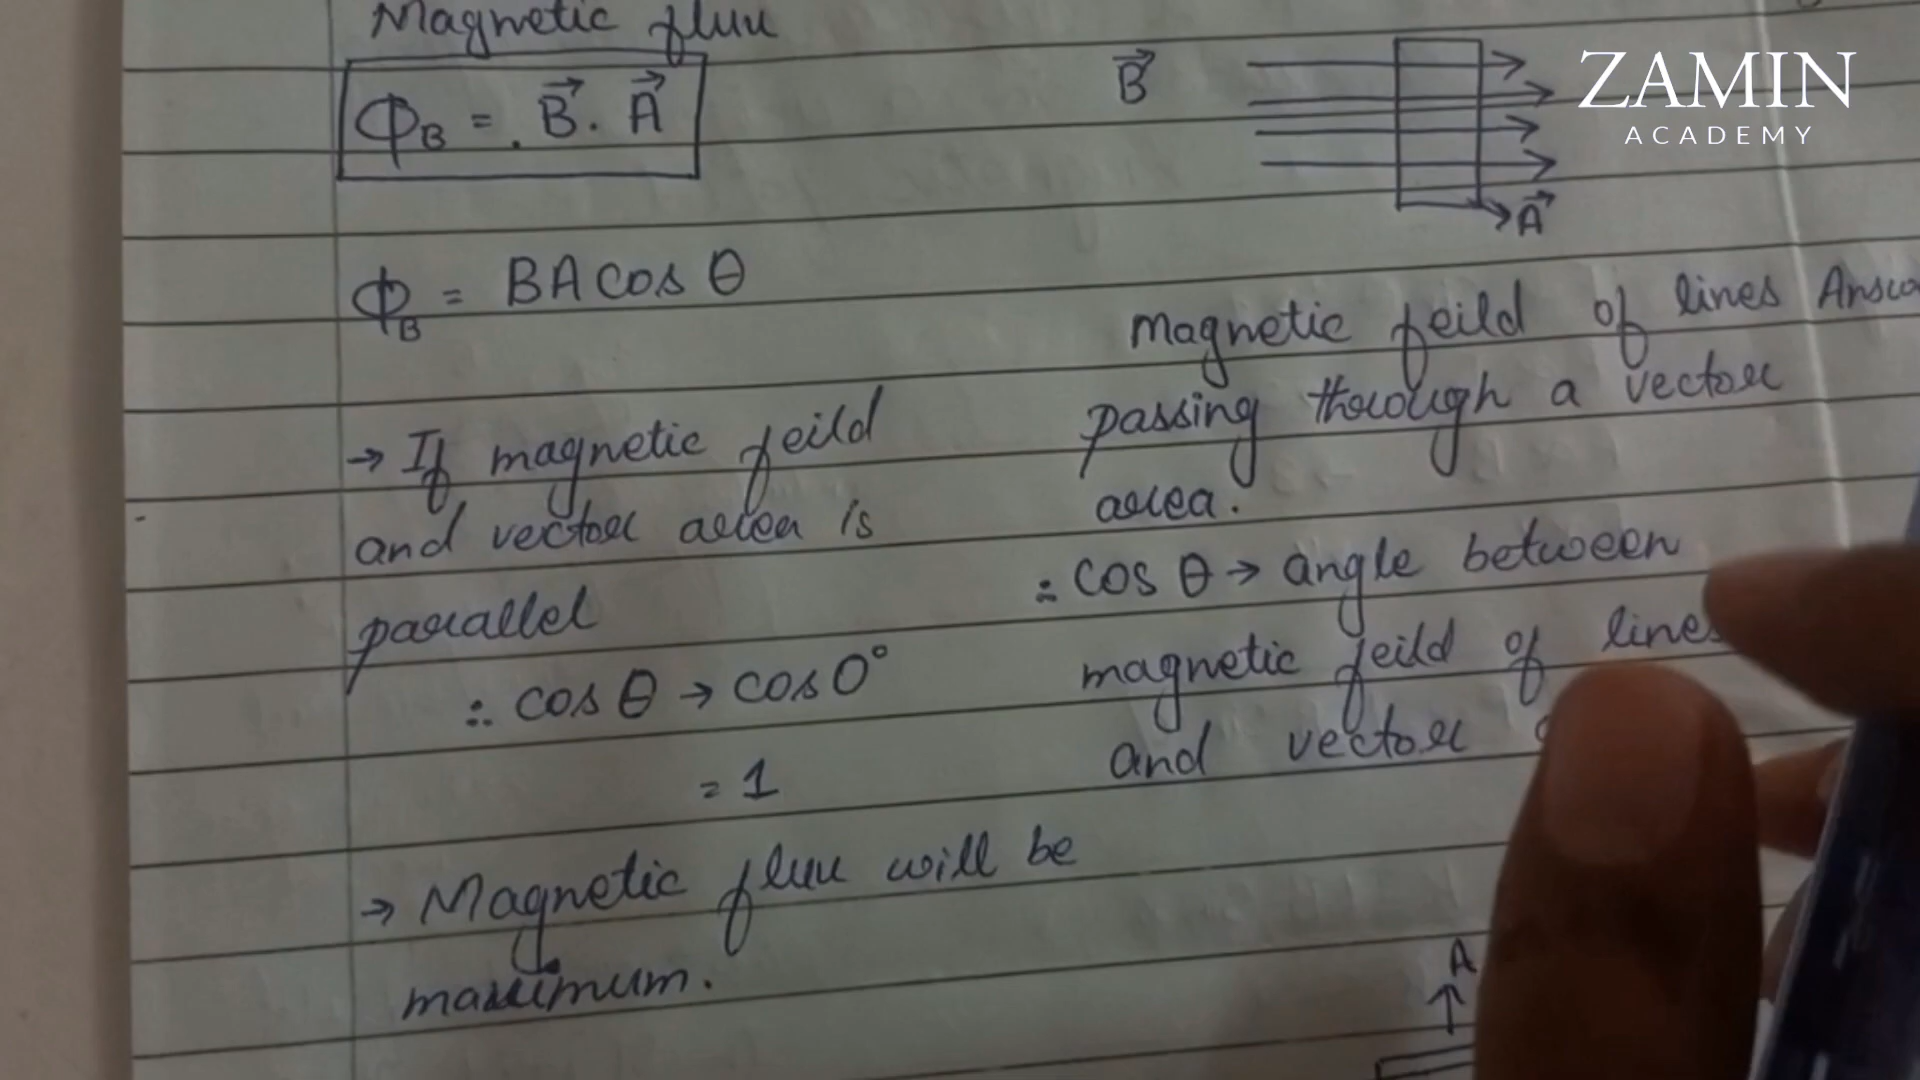 Magnetic flux
Φ_B = . B⃗ . A⃗
Φ_B = BA cos θ
→ If magnetic feild
and vector area is
parallel
∴ cos θ → cos 0°
= 1
→ Magnetic flux will be
maximum.
B⃗
A⃗
magnetic feild of lines
passing through a vector
area.
: cos θ → angle between
magnetic feild of lines
and vector
A
ZAMIN
ACADEMY